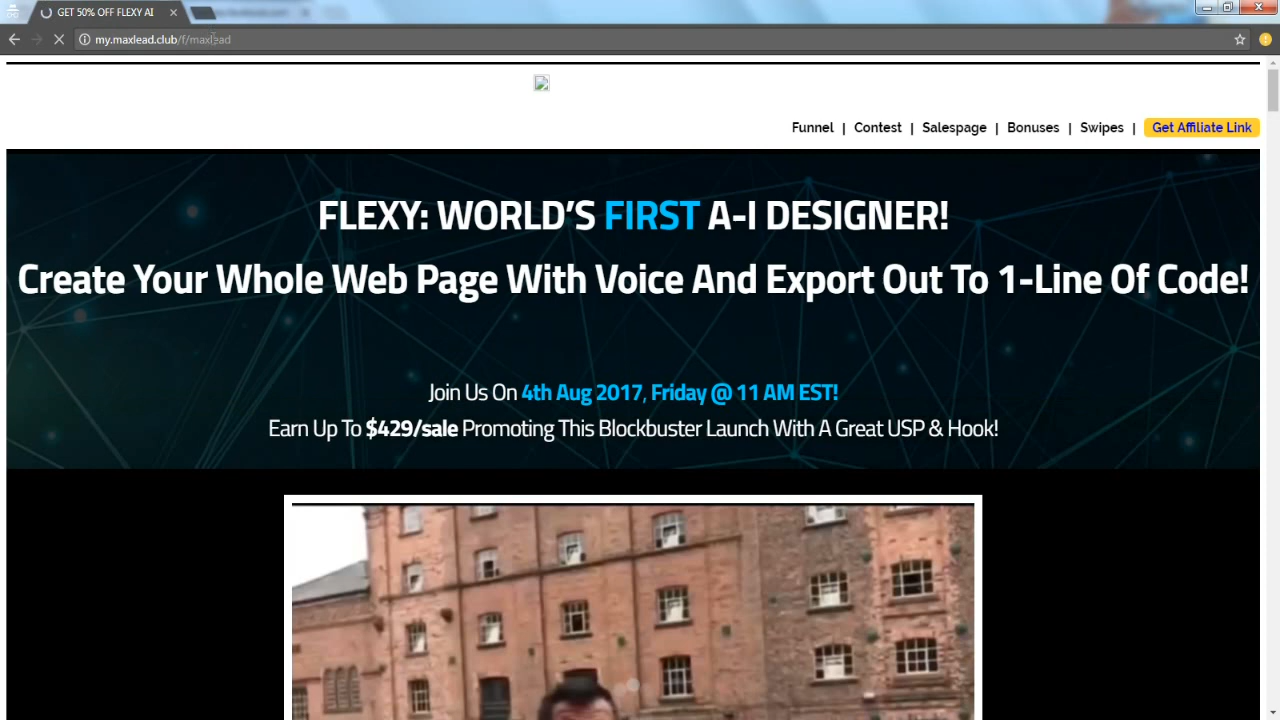 GET 50% OFF FLEXY AI
my.maxlead.club/f/maxlead
Funnel | Contest | Salespage | Bonuses | Swipes | Get Affiliate Link
FLEXY: WORLD'S FIRST A-I DESIGNER!
Create Your Whole Web Page With Voice And Export Out To 1-Line Of Code!
Join Us On 4th Aug 2017, Friday @ 11 AM EST!
Earn Up To $429/sale Promoting This Blockbuster Launch With A Great USP & Hook!